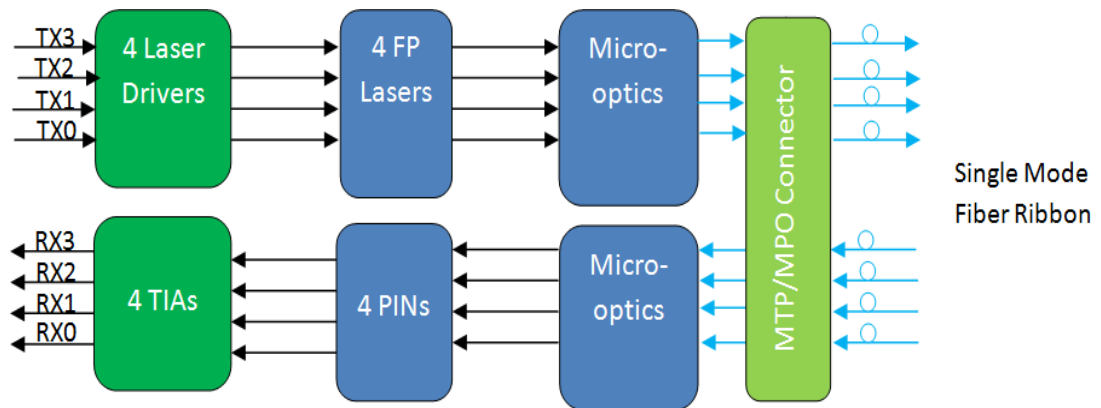 TX3
TX2
TX1
TX0
4 Laser
Drivers
4 FP
Lasers
Micro-
optics
MTP/MPO Connector
Single Mode
Fiber Ribbon
RX3
RX2
RX1
RX0
4 TIAs
4 PINs
Micro-
optics